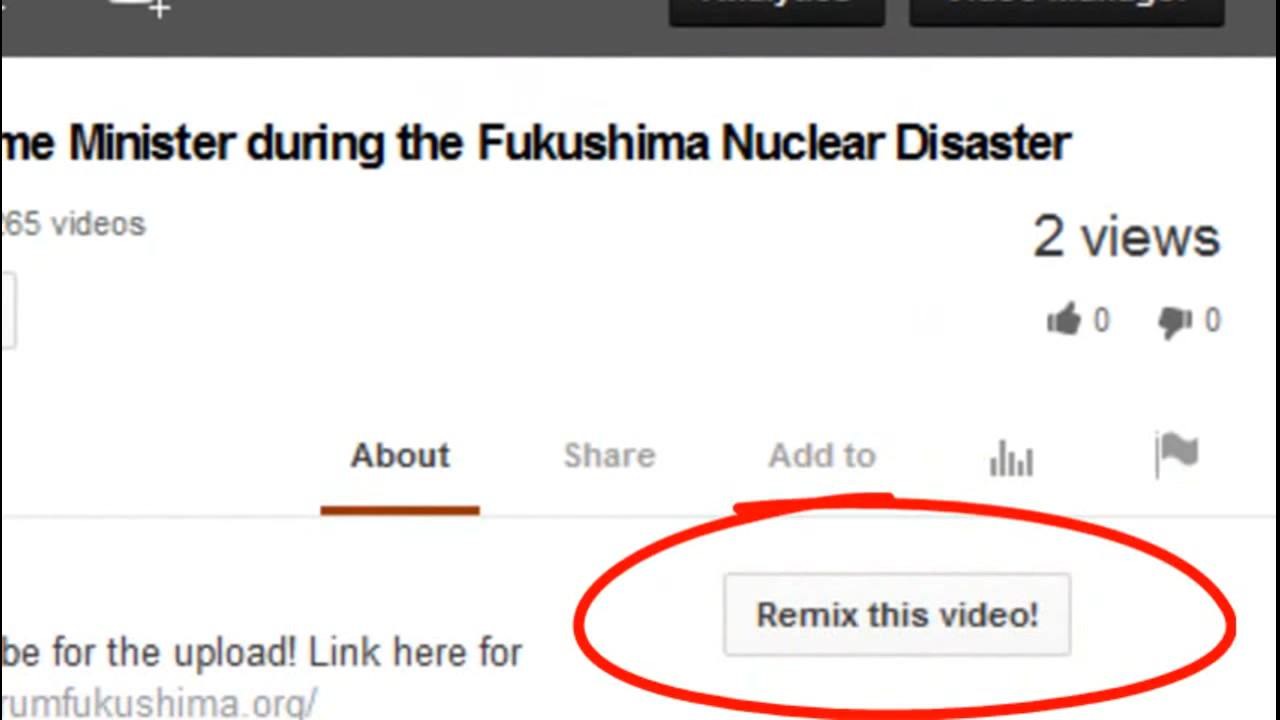 me Minister during the Fukushima Nuclear Disaster
265 videos
2 views
0 0
About Share Add to
Remix this video!
be for the upload! Link here for
rumfukushima.org/